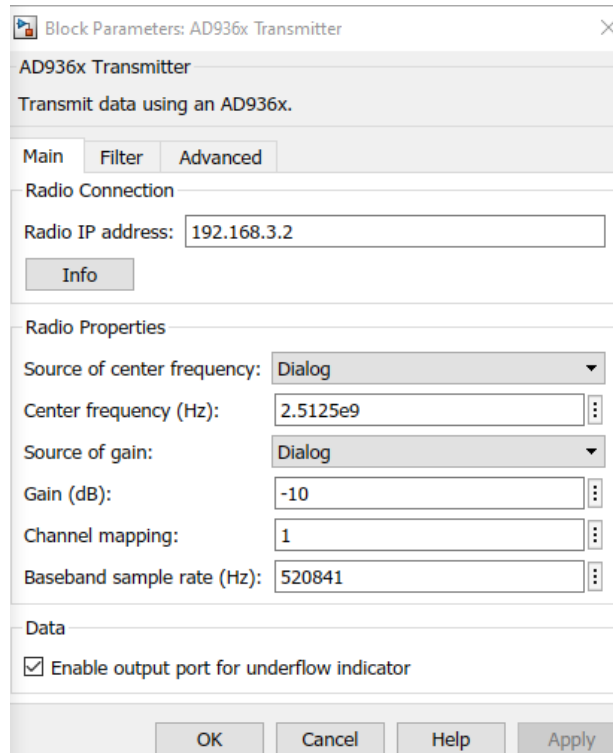 Block Parameters: AD936x Transmitter
AD936x Transmitter
Transmit data using an AD936x.
Main Filter Advanced
Radio Connection
Radio IP address: 192.168.3.2
Info
Radio Properties
Source of center frequency: Dialog
Center frequency (Hz): 2.5125e9
Source of gain: Dialog
Gain (dB): -10
Channel mapping: 1
Baseband sample rate (Hz): 520841
Data
Enable output port for underflow indicator
OK Cancel Help Apply